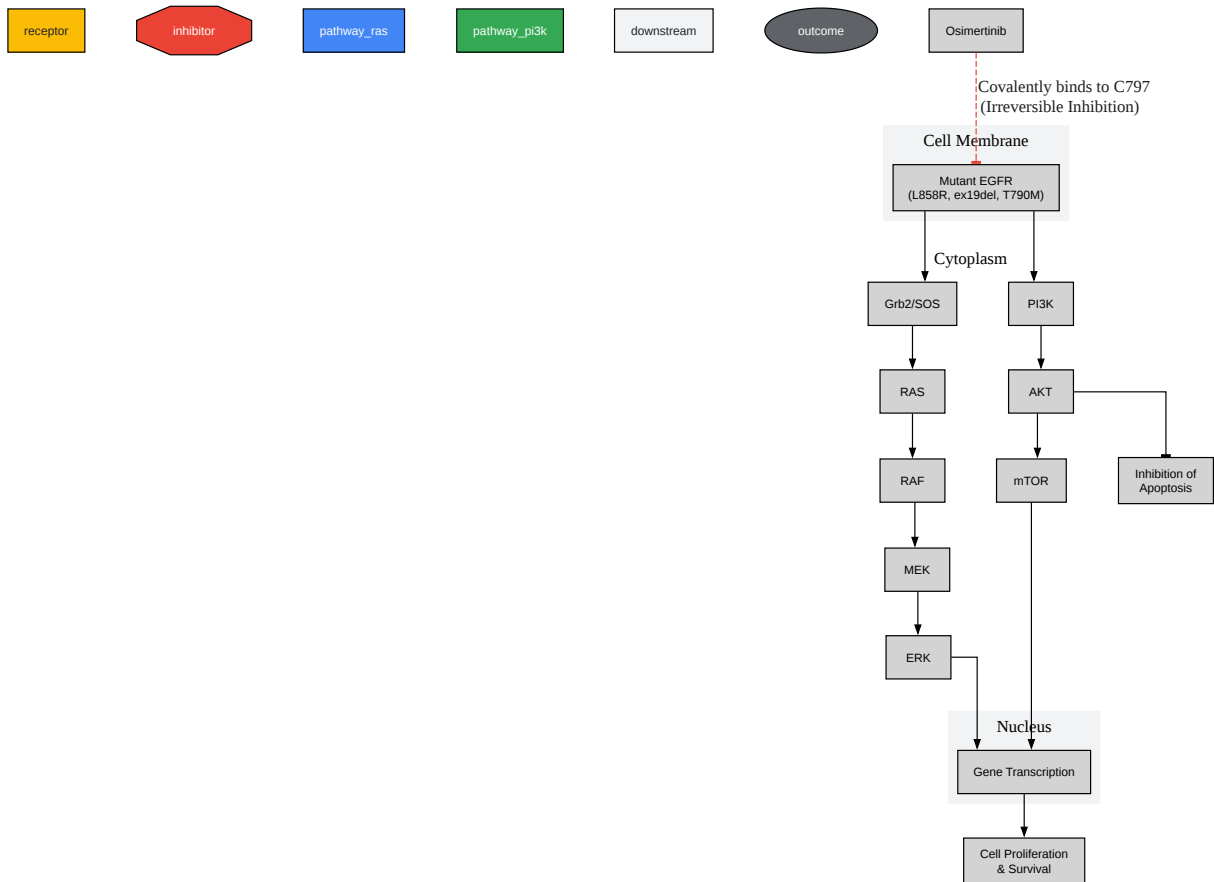 receptor
inhibitor
pathway_ras
pathway_pi3k
downstream
outcome
Osimertinib
Covalently binds to C797
(Irreversible Inhibition)
Cell Membrane
Mutant EGFR
(L858R, ex19del, T790M)
Cytoplasm
Grb2/SOS
PI3K
RAS
AKT
RAF
mTOR
Inhibition of
Apoptosis
MEK
ERK
Nucleus
Gene Transcription
Cell Proliferation
& Survival